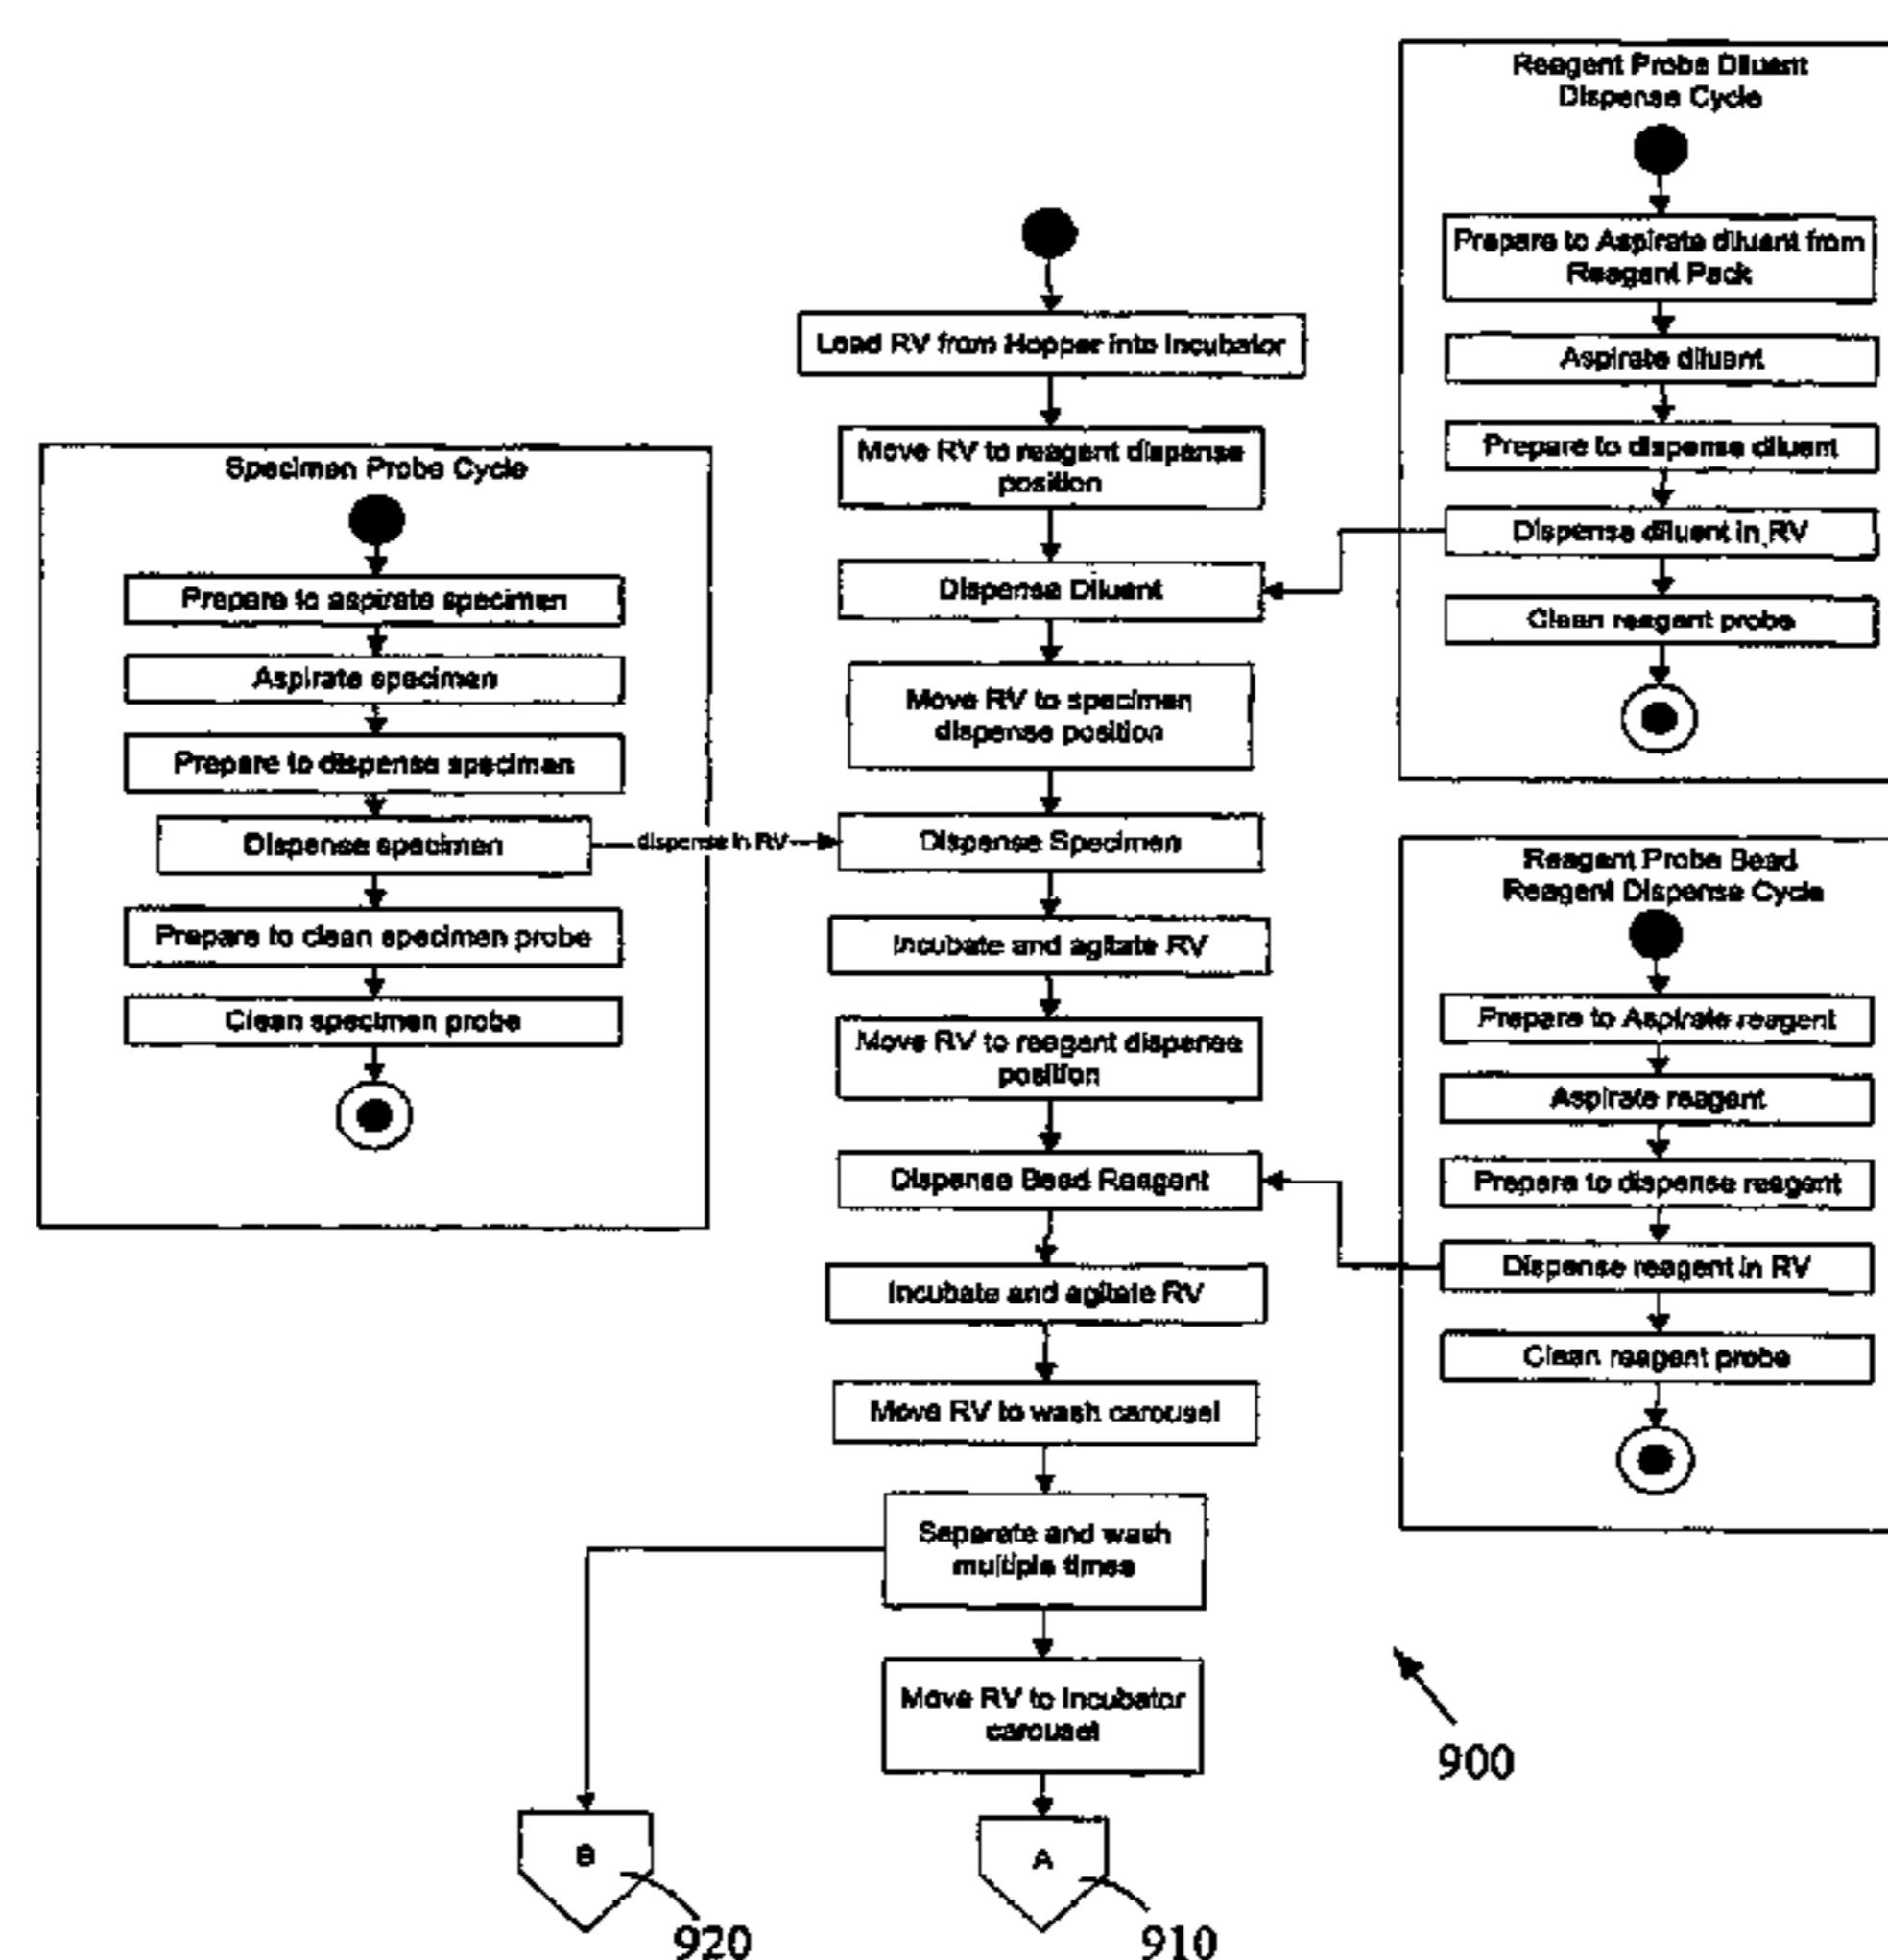 Reagent Probe Diluent
Dispense Cycle
Prepare to Aspirate diluent from
Reagent Pack
Aspirate diluent
Prepare to dispense diluent
Dispense diluent in RV
Clean reagent probe
Load RV from Hopper into Incubator
Move RV to reagent dispense
position
Dispense Diluent
Move RV to specimen
dispense position
Dispense Specimen
Incubate and agitate RV
Move RV to reagent dispense
position
Dispense Bead Reagent
Incubate and agitate RV
Move RV to wash carousel
Separate and wash
multiple times
Move RV to Incubator
carousel
A
910
B
920
Specimen Probe Cycle
Prepare to aspirate specimen
Aspirate specimen
Prepare to dispense specimen
Dispense specimen
dispense in RV
Prepare to clean specimen probe
Clean specimen probe
Reagent Probe Bead
Reagent Dispense Cycle
Prepare to Aspirate reagent
Aspirate reagent
Prepare to dispense reagent
Dispense reagent in RV
Clean reagent probe
900